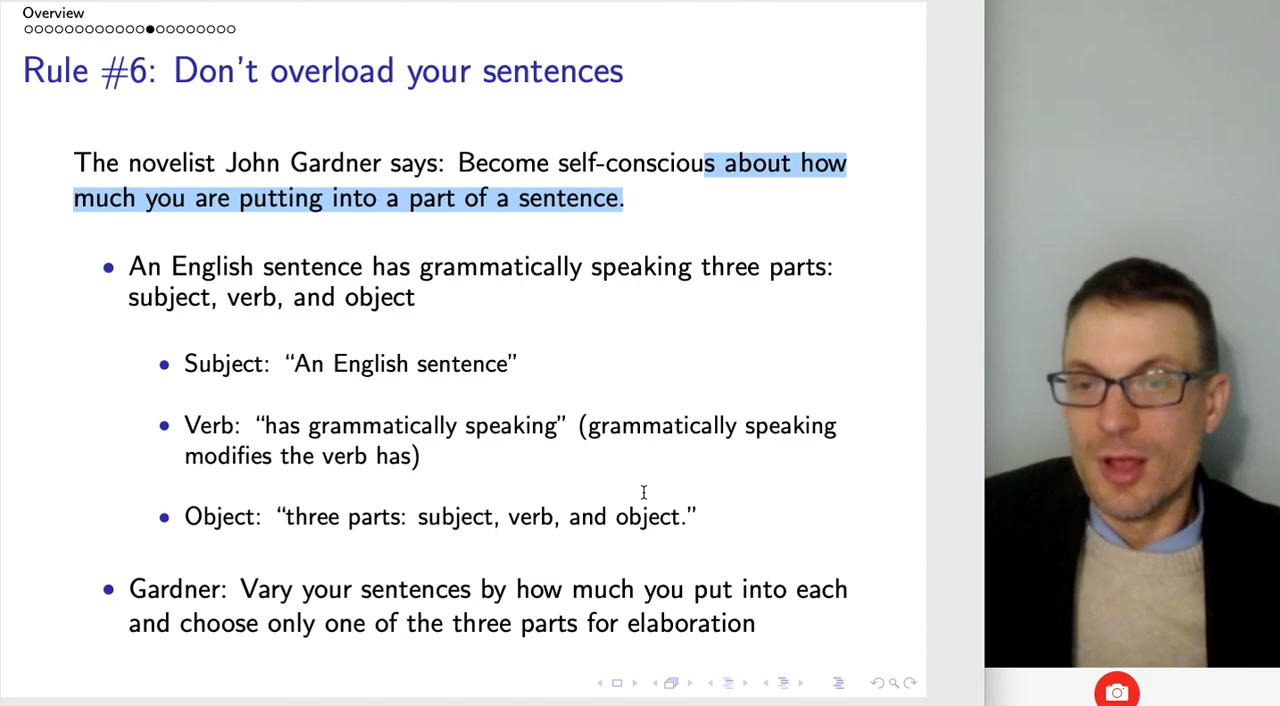 Overview
Rule #6: Don't overload your sentences
The novelist John Gardner says: Become self-conscious about how
much you are putting into a part of a sentence.
• An English sentence has grammatically speaking three parts:
subject, verb, and object
• Subject: “An English sentence”
• Verb: “has grammatically speaking” (grammatically speaking
modifies the verb has)
• Object: “three parts: subject, verb, and object.”
• Gardner: Vary your sentences by how much you put into each
and choose only one of the three parts for elaboration